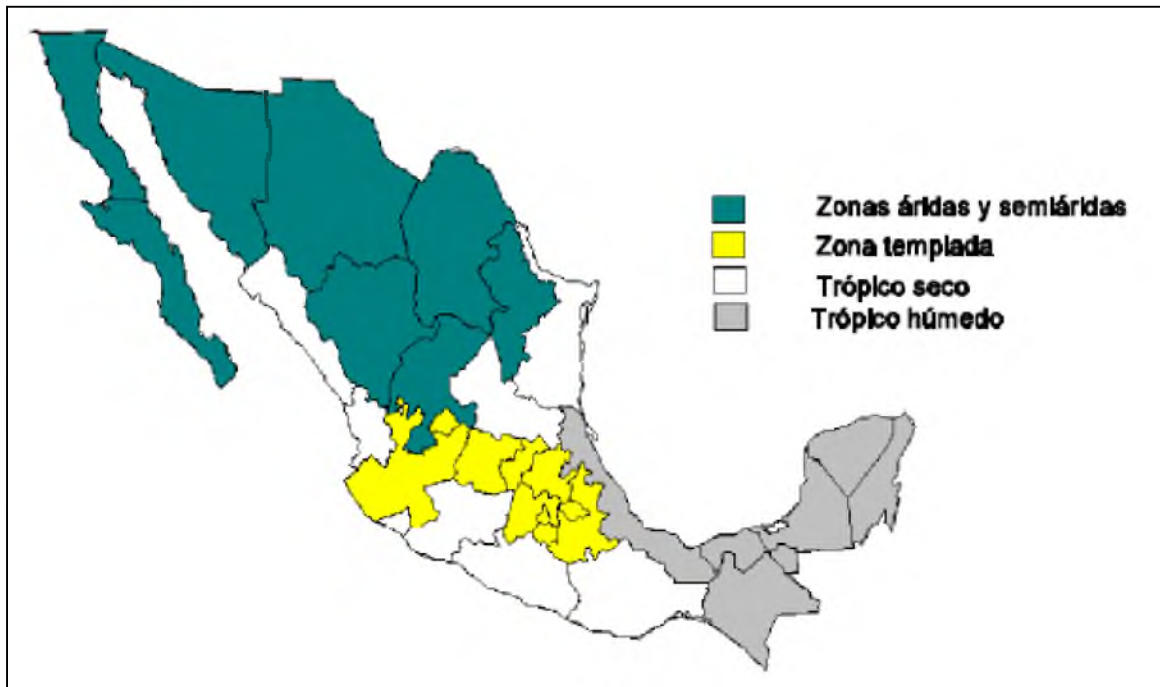 Zonas áridas y semiáridas
Zona templada
Trópico seco
Trópico húmedo